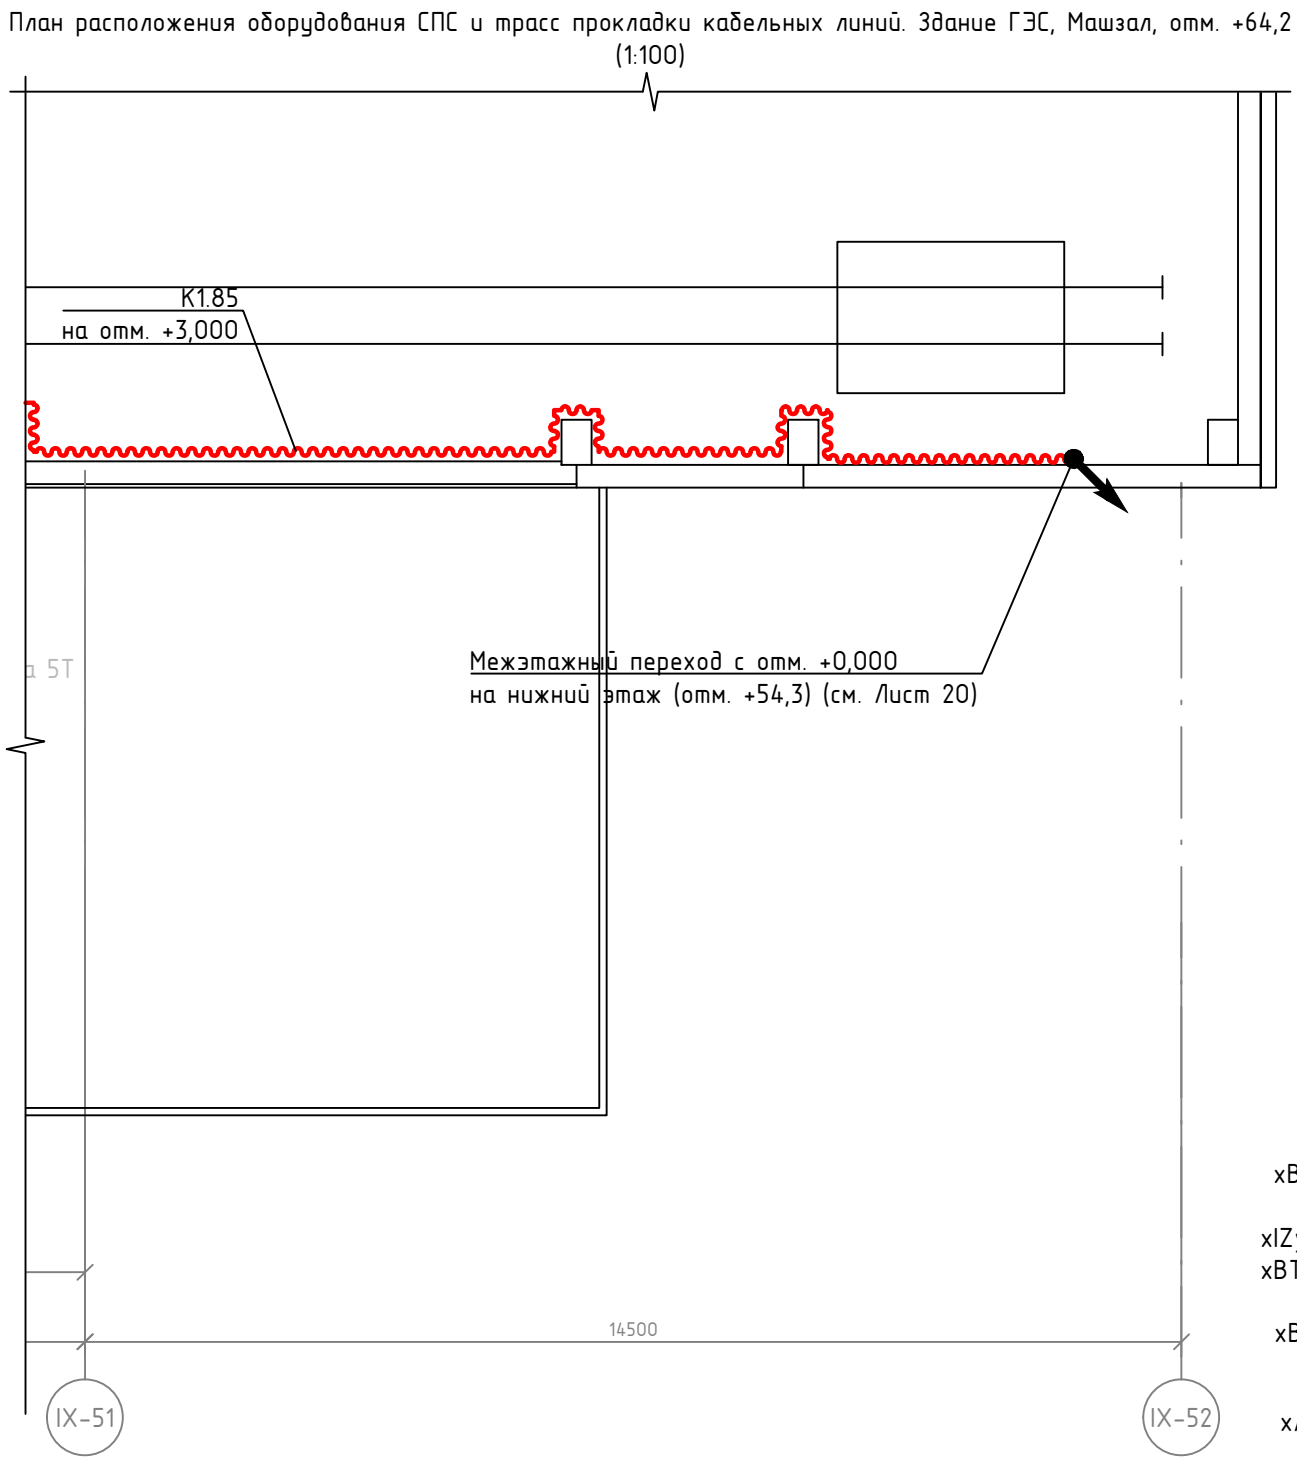 План расположения оборудования СПС и трасс прокладки кабельных линий. Здание ГЭС, Машзал, отм. +64,2
(1:100)
К1.85
на отм. +3,000
Межэтажный переход с отм. +0,000
на нижний этаж (отм. +54,3) (см. Лист 20)
а 5Т
14500
IX-51
IX-52